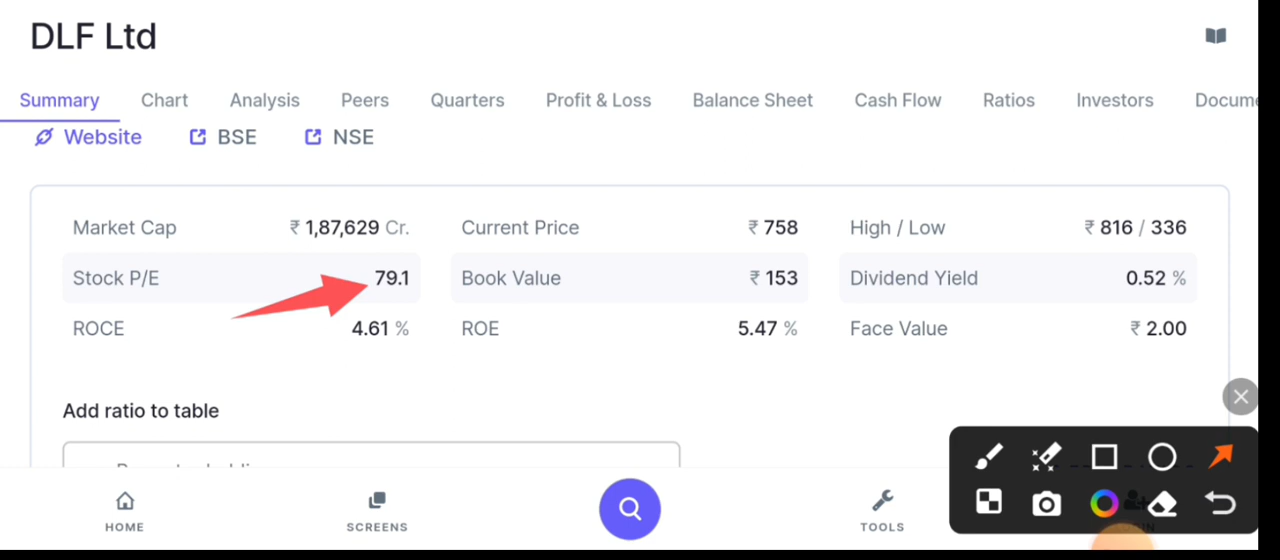 DLF Ltd
Summary Chart Analysis Peers Quarters Profit & Loss Balance Sheet Cash Flow Ratios Investors Docume
Website BSE NSE
Market Cap ₹ 1,87,629 Cr. Current Price ₹ 758 High / Low ₹ 816 / 336
Stock P/E 79.1 Book Value ₹ 153 Dividend Yield 0.52 %
ROCE 4.61 % ROE 5.47 % Face Value ₹ 2.00
Add ratio to table
HOME SCREENS TOOLS